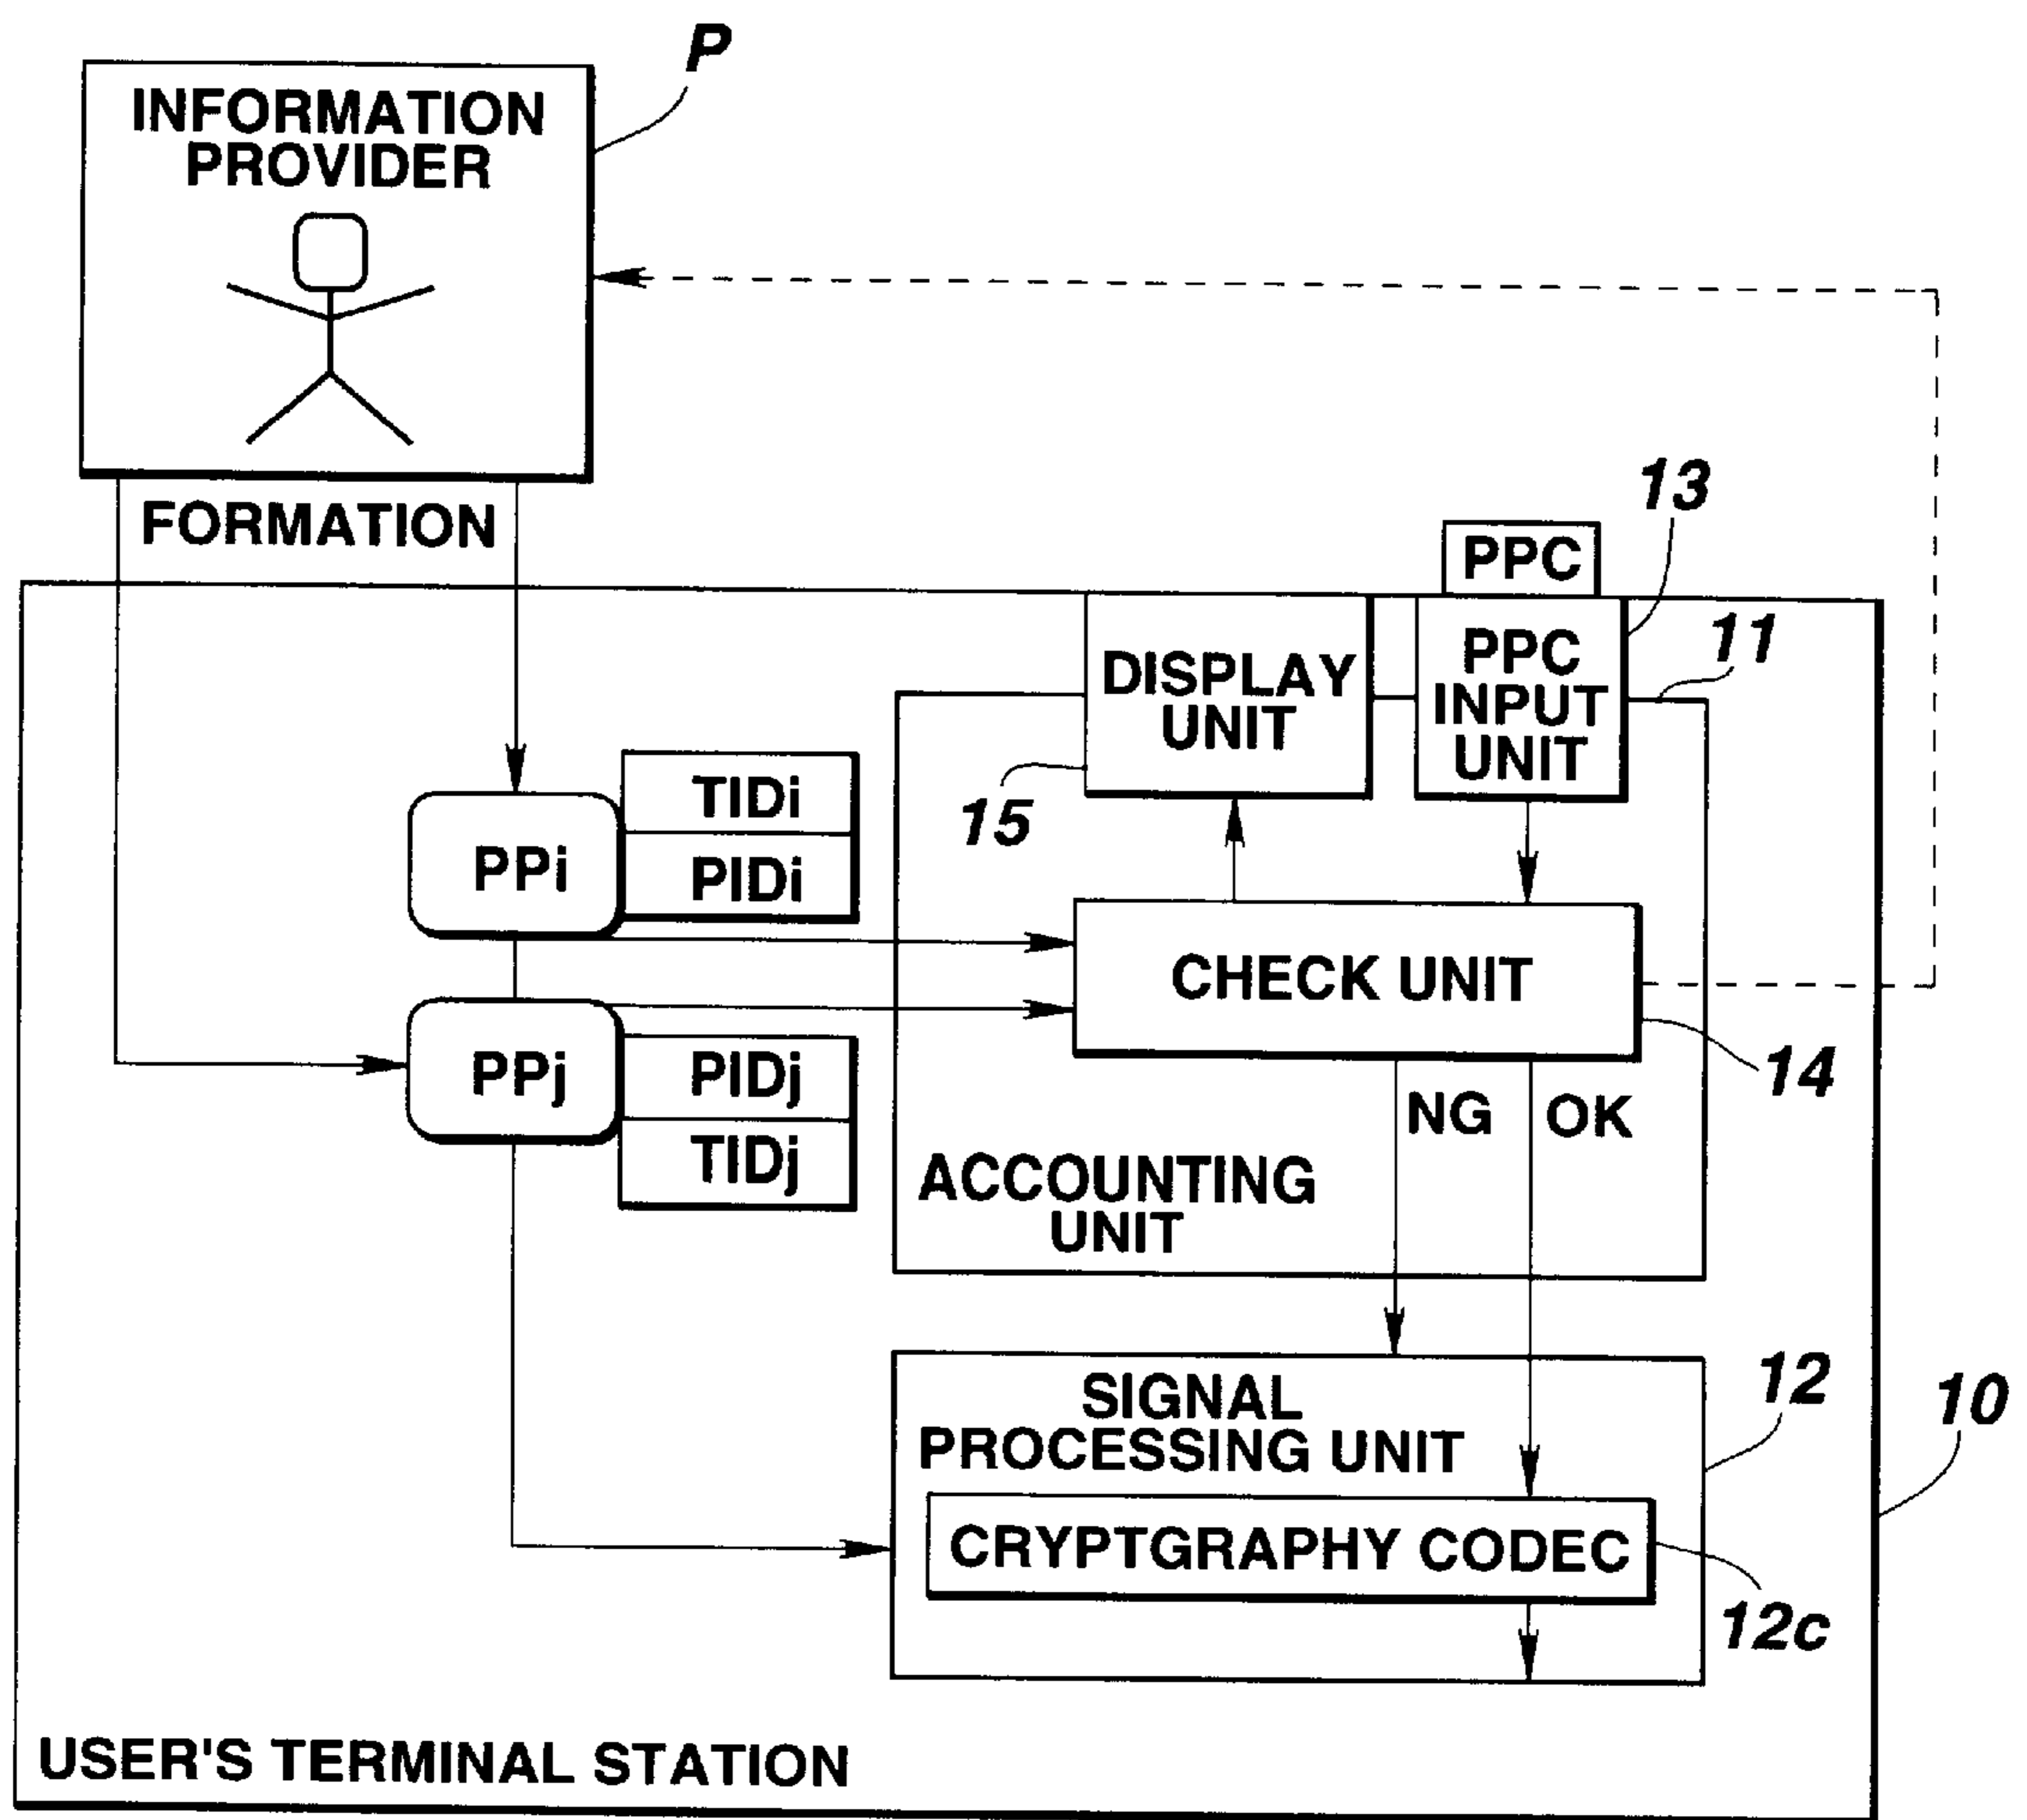 P
INFORMATION
PROVIDER
FORMATION
13
PPC
11
DISPLAY
UNIT
PPC
INPUT
UNIT
15
TIDi
PPi
PIDi
CHECK UNIT
14
PPj
PIDj
TIDj
NG
OK
ACCOUNTING
UNIT
12
10
SIGNAL
PROCESSING UNIT
CRYPTGRAPHY CODEC
12c
USER'S TERMINAL STATION